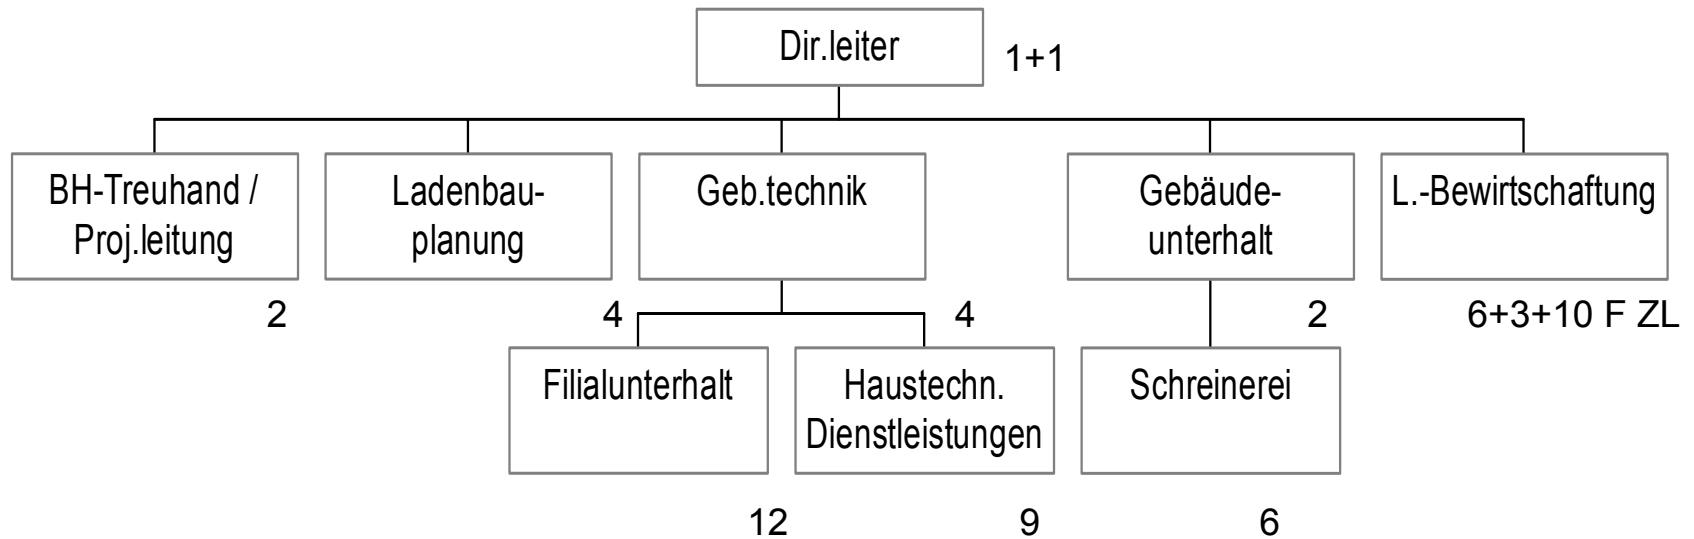 Dir.leiter
1+1
BH-Treuhand /
Proj.leitung
2
Ladenbau-
planung
4
Geb.technik
4
Gebäude-
unterhalt
2
L.-Bewirtschaftung
6+3+10 F ZL
Filialunterhalt
12
Haustechn.
Dienstleistungen
9
Schreinerei
6